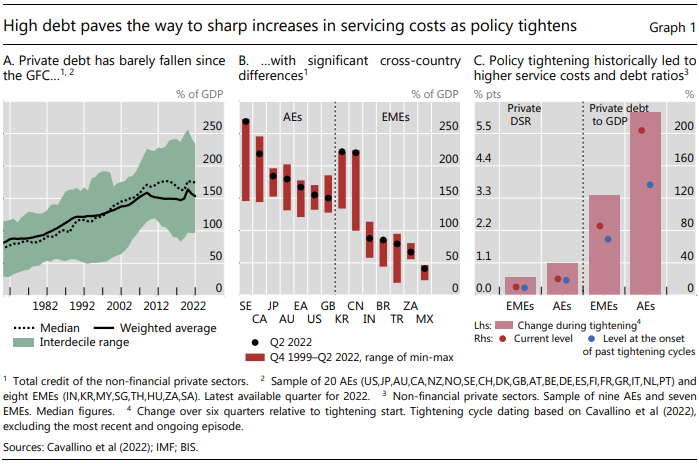 High debt paves the way to sharp increases in servicing costs as policy tightens
Graph 1
A. Private debt has barely fallen since
the GFC…1, 2
% of GDP
250
200
150
100
50
0
1982 1992 2002 2012 2022
Median Weighted average
Interdecile range
B. …with significant cross-country
differences1
% of GDP
AEs EMEs
250
200
150
100
50
0
SE JP EA GB CN BR ZA
CA AU US KR IN TR MX
Q2 2022
Q4 1999–Q2 2022, range of min-max
C. Policy tightening historically led to
higher service costs and debt ratios3
% pts %
Private
DSR
Private debt
to GDP
5.5 200
4.4 160
3.3 120
2.2 80
1.1 40
0.0 0
EMEs AEs EMEs AEs
Lhs: Change during tightening4
Rhs: Current level Level at the onset
of past tightening cycles
1 Total credit of the non-financial private sectors. 2 Sample of 20 AEs (US,JP,AU,CA,NZ,NO,SE,CH,DK,GB,AT,BE,DE,ES,FI,FR,GR,IT,NL,PT) and
eight EMEs (IN,KR,MY,SG,TH,HU,ZA,SA). Latest available quarter for 2022. 3 Non-financial private sectors. Sample of nine AEs and seven
EMEs. Median figures. 4 Change over six quarters relative to tightening start. Tightening cycle dating based on Cavallino et al (2022),
excluding the most recent and ongoing episode.
Sources: Cavallino et al (2022); IMF; BIS.